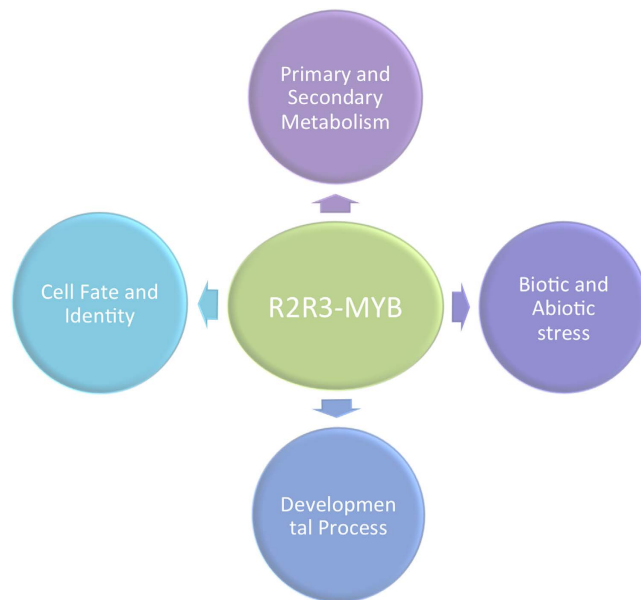 Primary and
Secondary
Metabolism
Cell Fate and
Identity
R2R3-MYB
Biotic and
Abiotic
stress
Developmen
tal Process